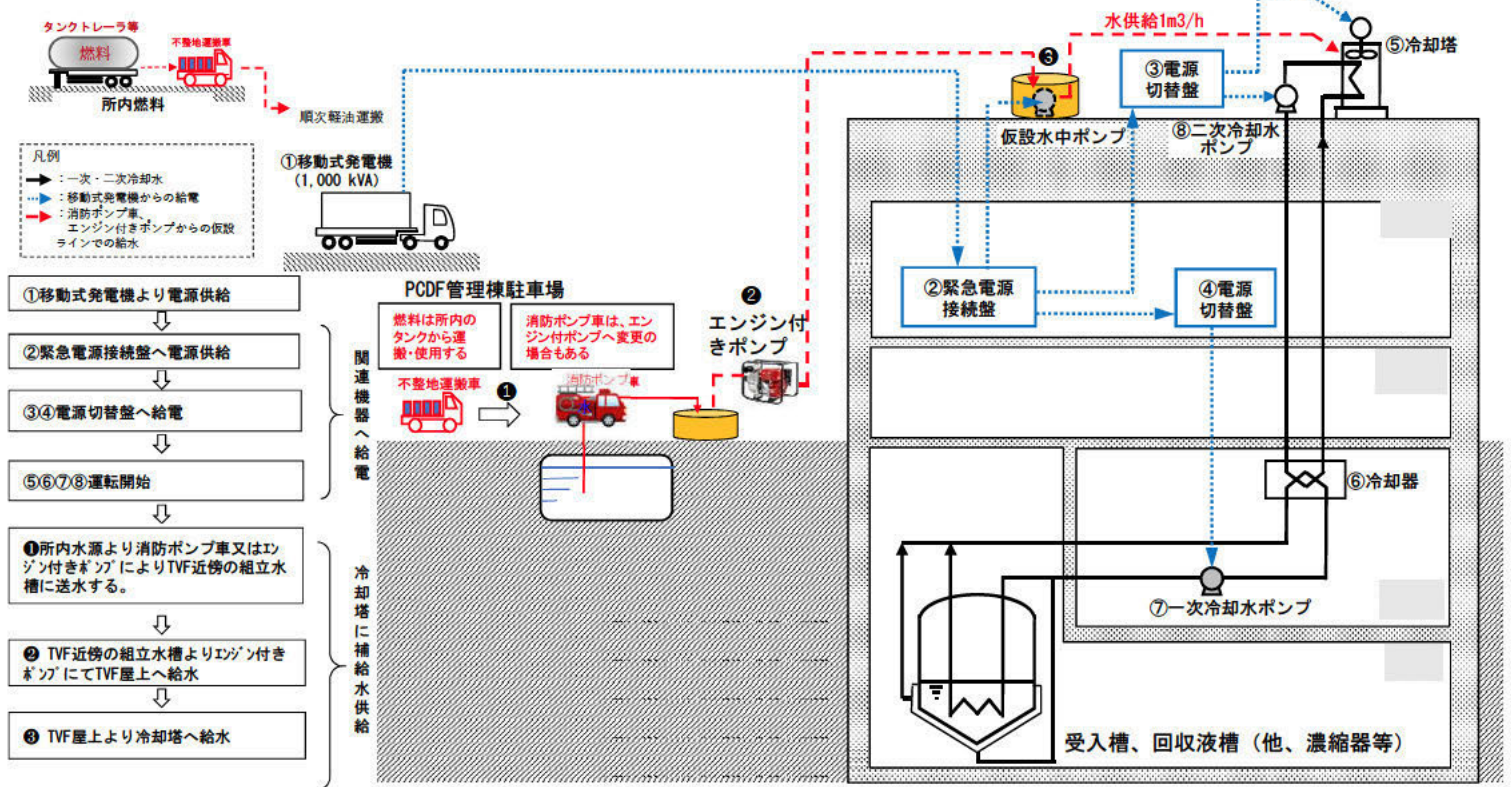 タンクトレーラ等
燃料
不整地運搬車
所内燃料
順次軽油運搬
凡例
：一次・二次冷却水
：移動式発電機からの給電
：消防ポンプ車、
エンジン付きポンプからの仮設
ラインでの給水
①移動式発電機
(1,000 kVA)
水供給1m3/h
❸
仮設水中ポンプ
③電源
切替盤
⑤冷却塔
⑧二次冷却水
ポンプ
②緊急電源
接続盤
④電源
切替盤
PCDF管理棟駐車場
燃料は所内の
タンクから運
搬・使用する
消防ポンプ車は、エン
ジン付ポンプへ変更の
場合もある
不整地運搬車
❶
消防ポンプ車
❷
エンジン付
きポンプ
⑥冷却器
⑦一次冷却水ポンプ
受入槽、回収液槽（他、濃縮器等）
①移動式発電機より電源供給
②緊急電源接続盤へ電源供給
③④電源切替盤へ給電
⑤⑥⑦⑧運転開始
関連機器へ給電
❶所内水源より消防ポンプ車又はエン
ジン付きポンプによりTVF近傍の組立水
槽に送水する。
❷ TVF近傍の組立水槽よりエンジン付き
ポンプにてTVF屋上へ給水
❸ TVF屋上より冷却塔へ給水
冷却塔に補給水供給